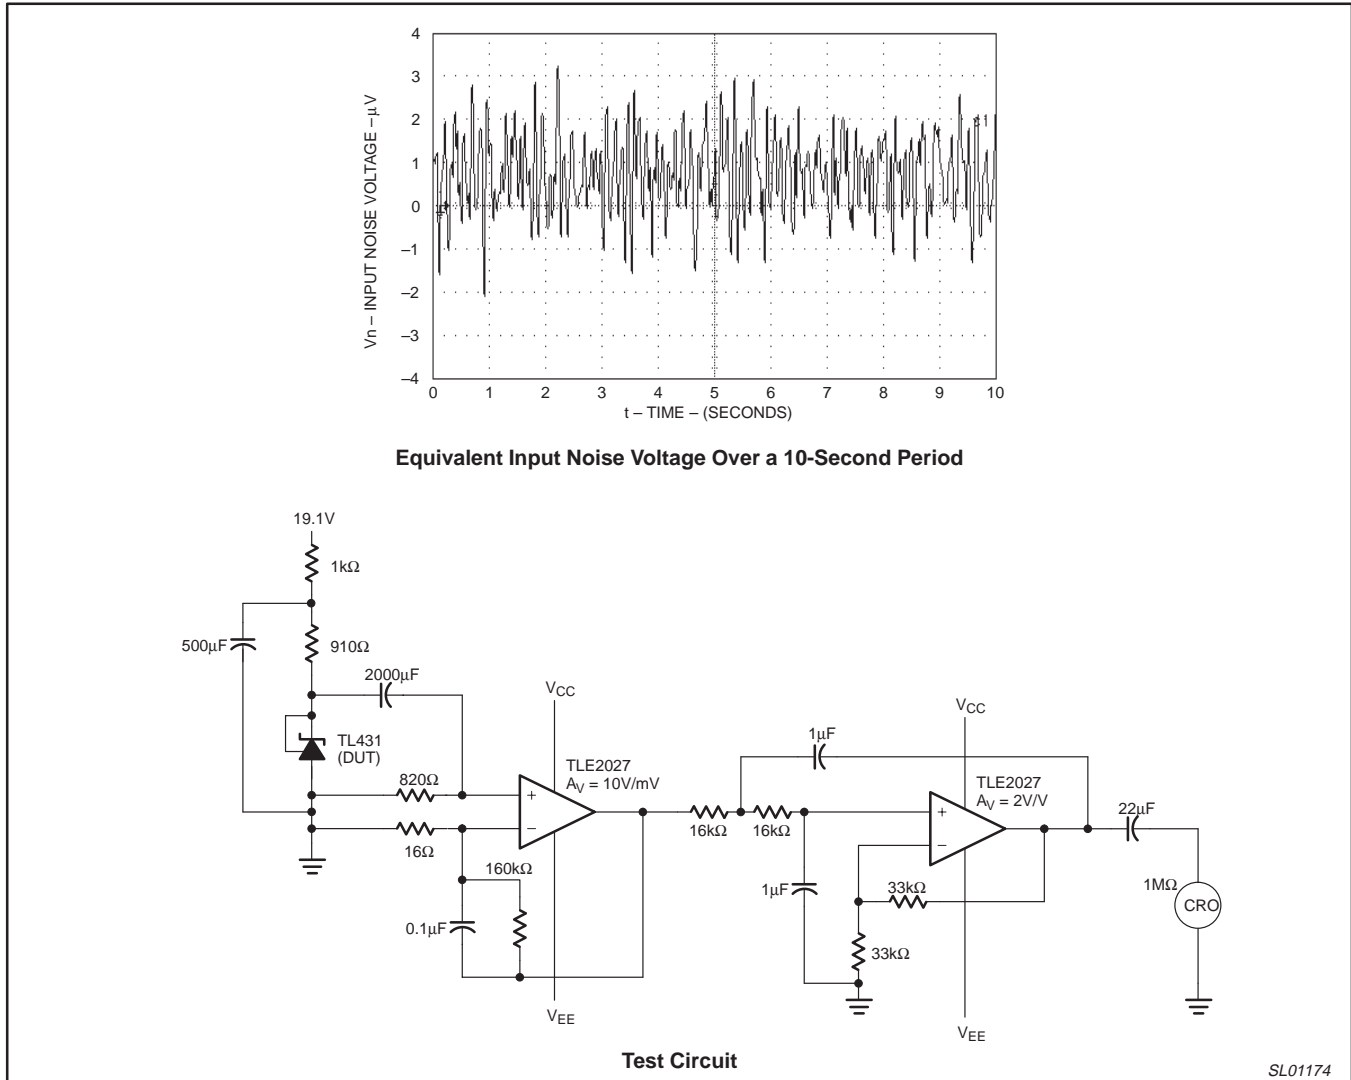 4
3
2
1
0
–1
–2
–3
–4
Vn – INPUT NOISE VOLTAGE – µV
0 1 2 3 4 5 6 7 8 9 10
t – TIME – (SECONDS)
Equivalent Input Noise Voltage Over a 10-Second Period
19.1V
1kΩ
500µF
910Ω
2000µF
TL431
(DUT)
820Ω
16Ω
160kΩ
0.1µF
VCC
TLE2027
AV = 10V/mV
+
–
VEE
16kΩ
16kΩ
1µF
1µF
VCC
TLE2027
AV = 2V/V
+
–
33kΩ
33kΩ
VEE
22µF
1MΩ
CRO
Test Circuit
SL01174